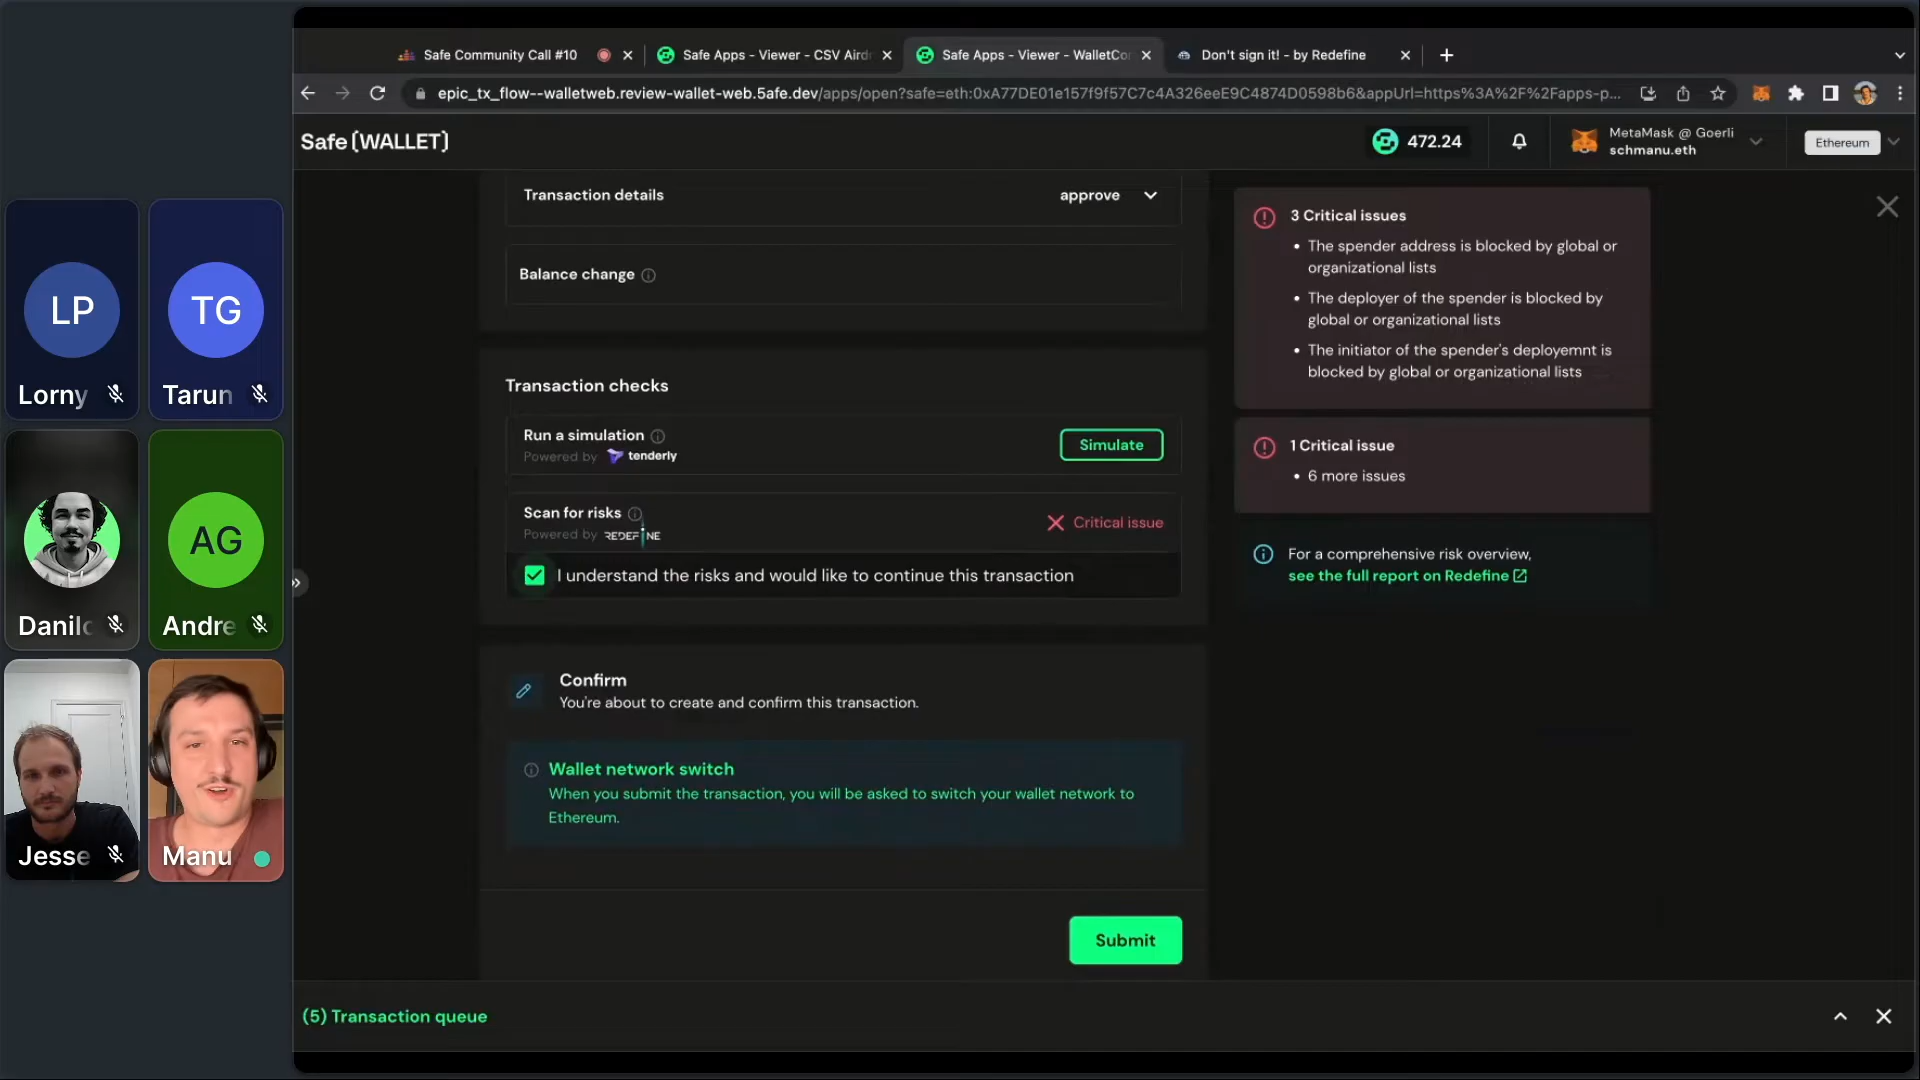 Safe Community Call #10
Safe Apps - Viewer - CSV Aird
Safe Apps - Viewer - WalletCo
Don't sign it! - by Redefine
epic_tx_flow--walletweb.review-wallet-web.5afe.dev/apps/open?safe=eth:0xA77DE01e157f9f57C7c4A326eeE9C4874D0598b6&appUrl=https%3A%2F%2Fapps-p...
Safe{WALLET}
472.24
MetaMask @ Goerli
schmanu.eth
Ethereum
Transaction details
approve
Balance change
Transaction checks
Run a simulation
Powered by tenderly
Simulate
Scan for risks
Powered by REDEFINE
Critical issue
I understand the risks and would like to continue this transaction
Confirm
You're about to create and confirm this transaction.
Wallet network switch
When you submit the transaction, you will be asked to switch your wallet network to
Ethereum.
Submit
3 Critical issues
The spender address is blocked by global or
organizational lists
The deployer of the spender is blocked by
global or organizational lists
The initiator of the spender's deployemnt is
blocked by global or organizational lists
1 Critical issue
6 more issues
For a comprehensive risk overview,
see the full report on Redefine
(5) Transaction queue
LP
Lorny
TG
Tarun
Danilo
AG
Andre
Jesse
Manu